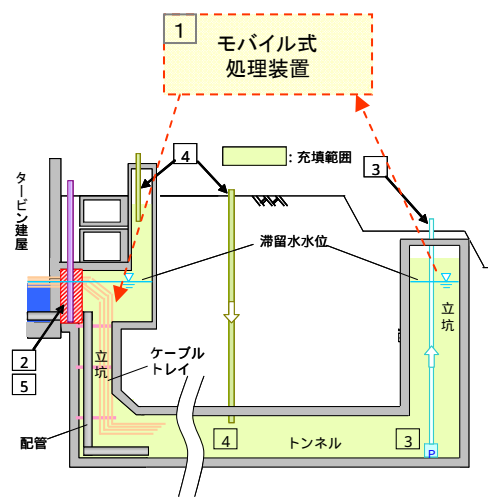 1
モバイル式
処理装置
4
:充填範囲
3
タービン建屋
滞留水水位
立坑
立坑
2
5
ケーブル
トレイ
配管
4
トンネル
3
P